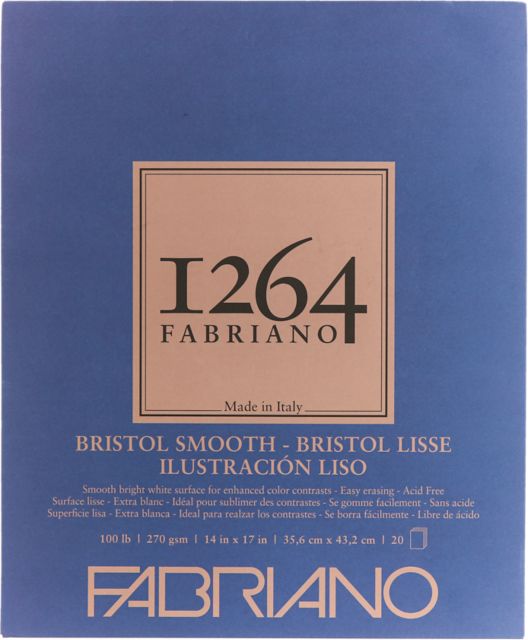 1264
FABRIANO
Made in Italy
BRISTOL SMOOTH - BRISTOL LISSE
ILUSTRACIÓN LISO
Smooth bright white surface for enhanced color contrasts - Easy erasing - Acid Free
Surface lisse - Extra blanc - Idéal pour sublimer des contrastes - Se gomme facilement - Sans acide
Superficie lisa - Extra blanca - Ideal para realzar los contrastes - Se borra fácilmente - Libre de ácido
100 lb | 270 gsm | 14 in x 17 in | 35,6 cm x 43,2 cm | 20
FABRIANO